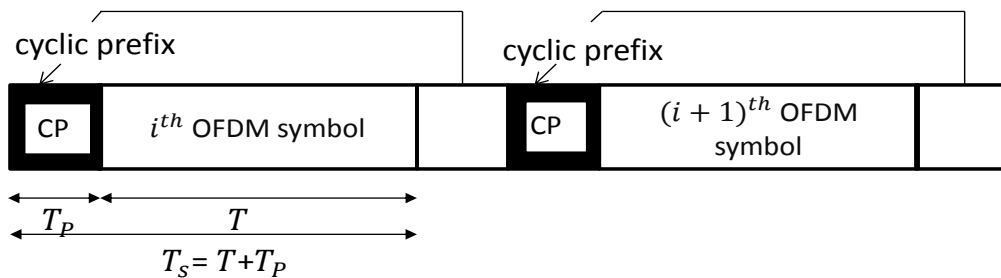 cyclic prefix
cyclic prefix
CP
$i^{th}$ OFDM symbol
CP
$(i+1)^{th}$ OFDM
symbol
$T_P$
$T$
$T_s = T + T_P$